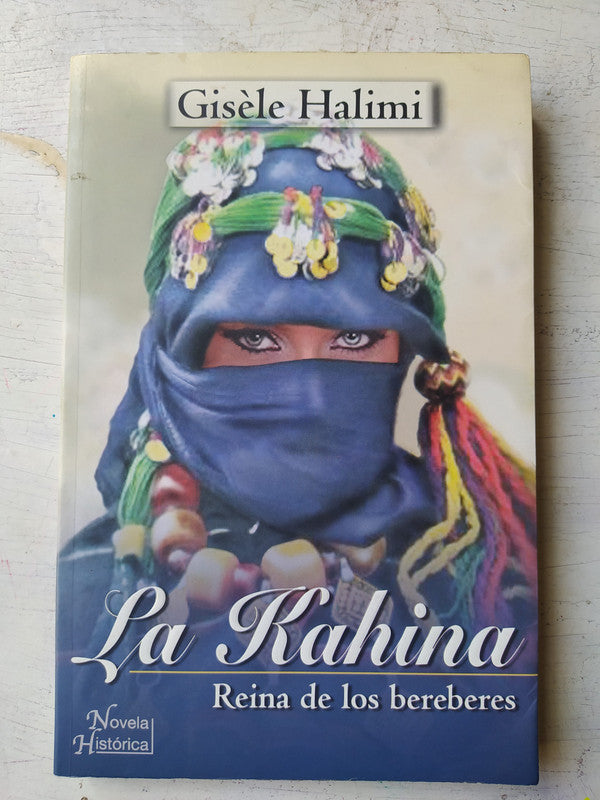 Gisèle Halimi
La Kahina
Reina de los bereberes
Novela
Histórica